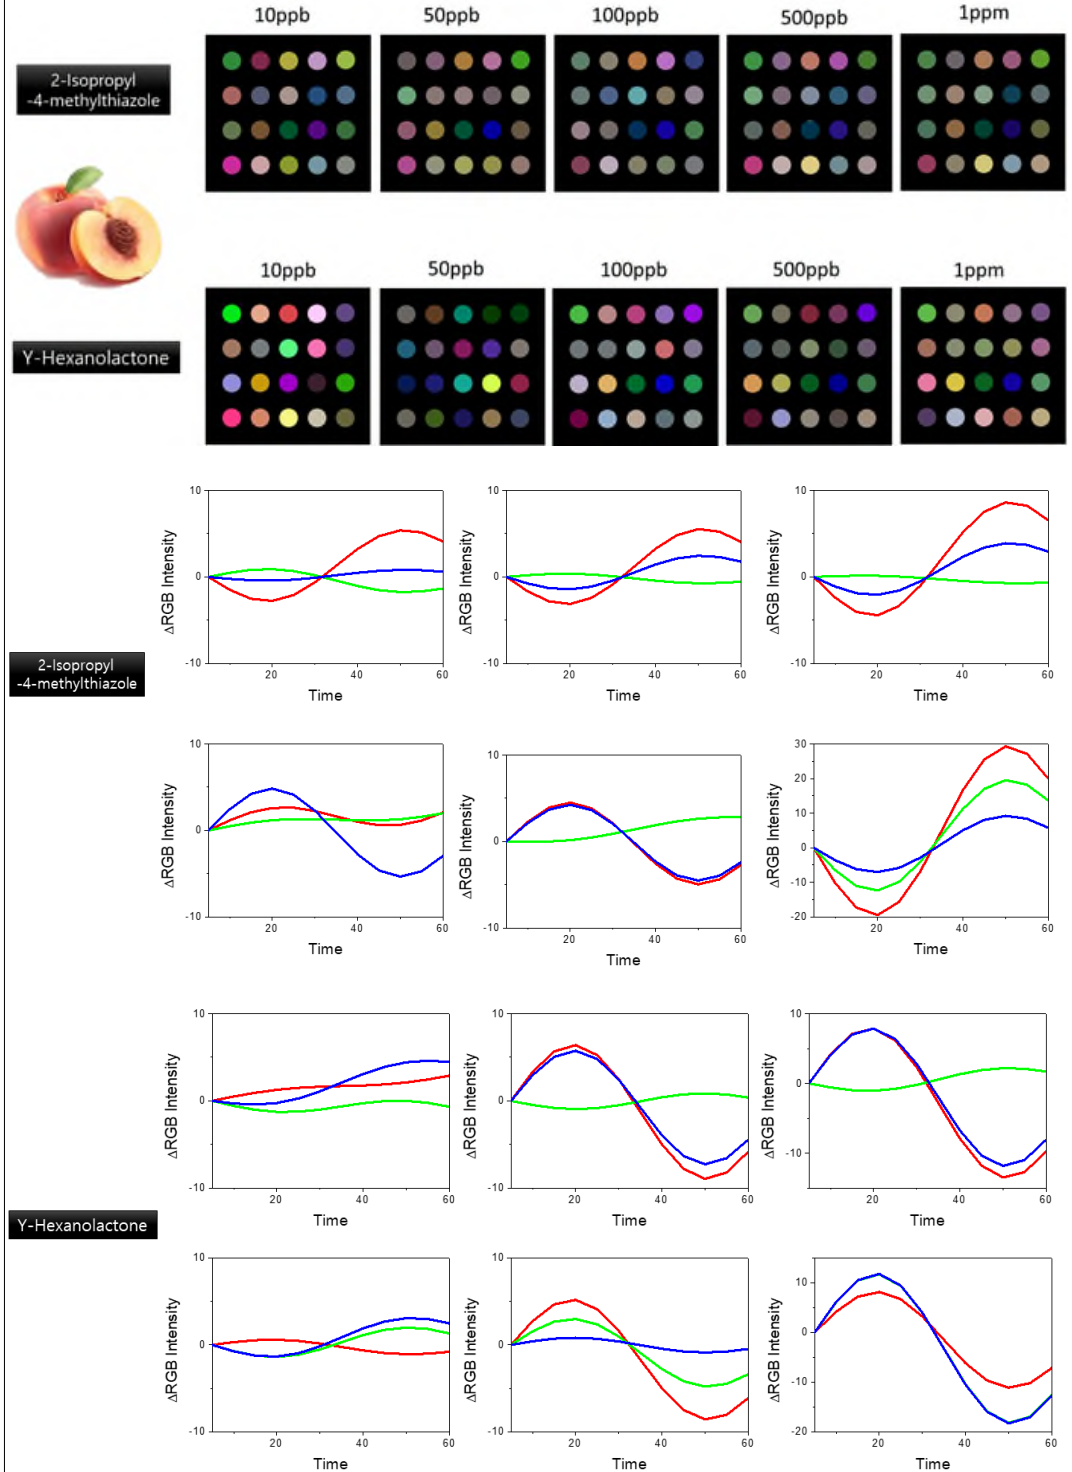 10ppb 50ppb 100ppb 500ppb 1ppm
2-Isopropyl
-4-methylthiazole
10ppb 50ppb 100ppb 500ppb 1ppm
Y-Hexanolactone
10 10 10
ΔRGB Intensity ΔRGB Intensity ΔRGB Intensity
0 0 0
-10 -10 -10
20 40 60 20 40 60 20 40 60
Time Time Time
2-Isopropyl
-4-methylthiazole
10 10 30
20
10
ΔRGB Intensity ΔRGB Intensity ΔRGB Intensity
0 0 0
-10
-10 -10 -20
20 40 60 20 40 60 20 40 60
Time Time Time
10 10 10
ΔRGB Intensity ΔRGB Intensity ΔRGB Intensity
0 0 0
-10 -10 -10
20 40 60 20 40 60 20 40 60
Time Time Time
Y-Hexanolactone
10 10 10
ΔRGB Intensity ΔRGB Intensity ΔRGB Intensity
0 0 0
-10
-10 -10 -20
20 40 60 20 40 60 20 40 60
Time Time Time